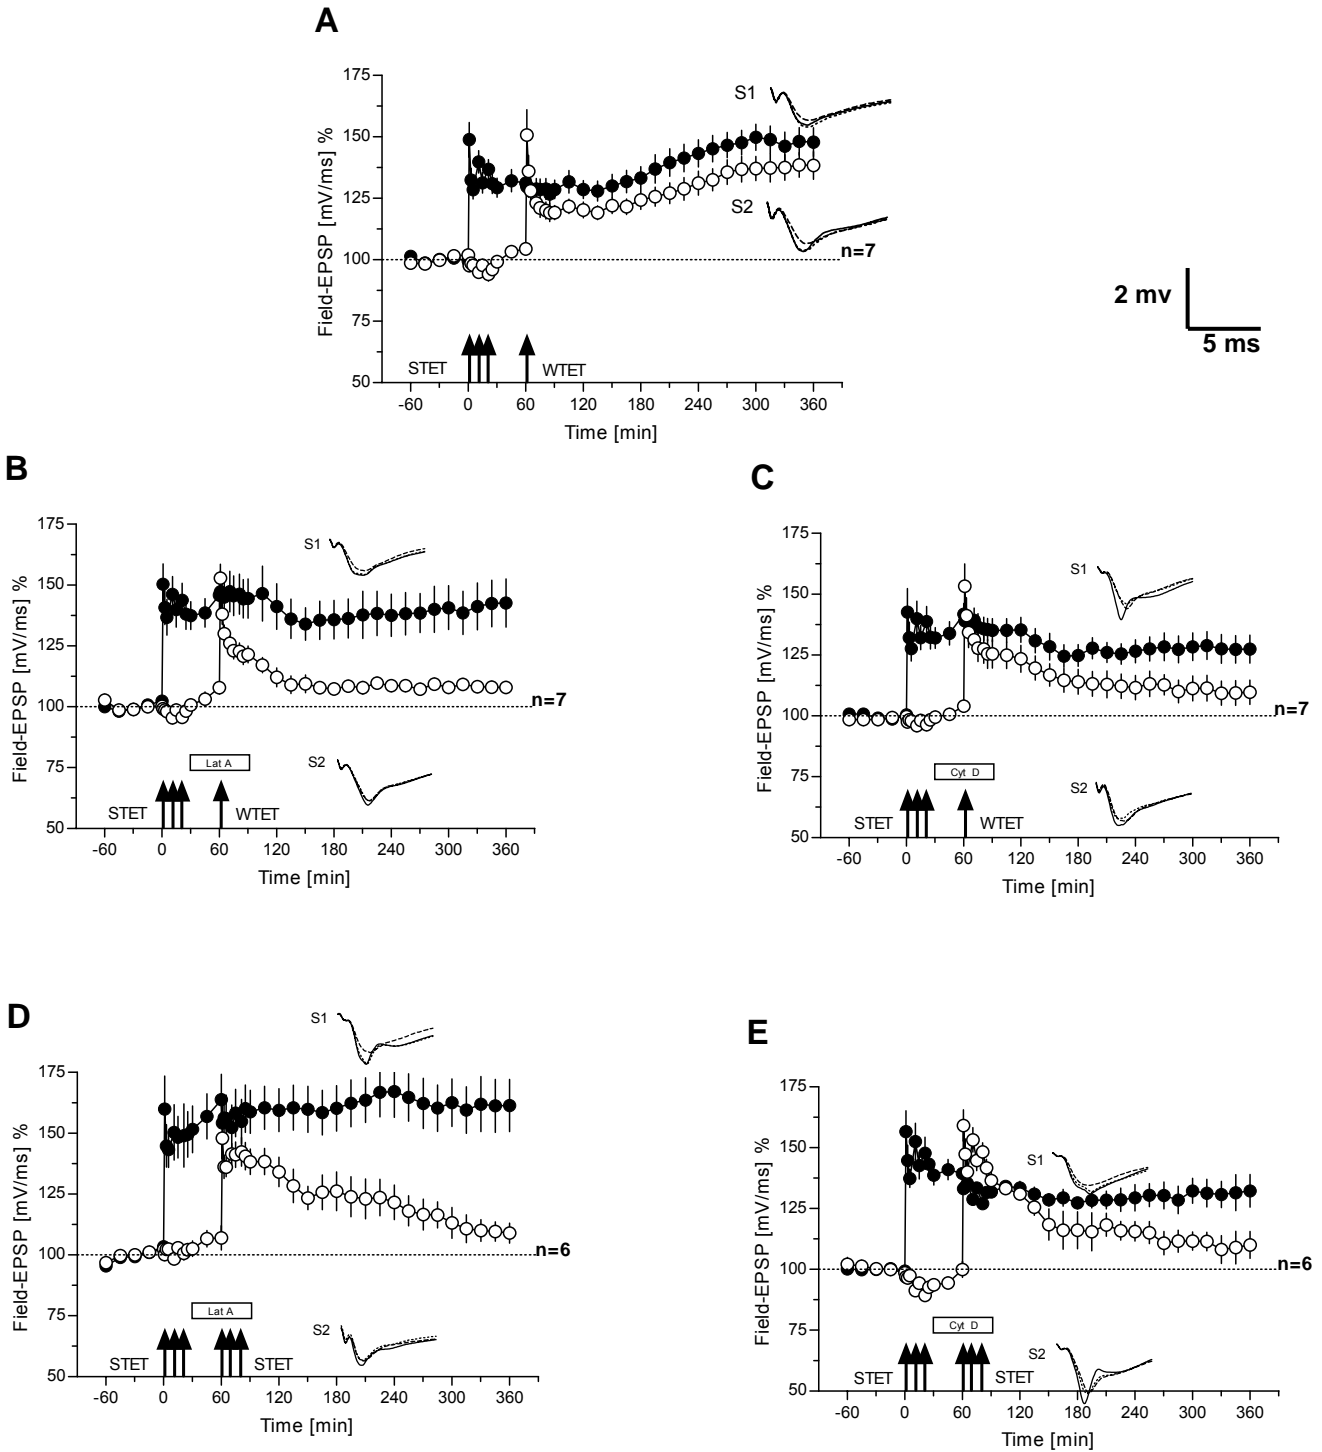 A
175
150
125
100
75
50
Field-EPSP [mV/ms] %
S1
S2
n=7
STET
WTET
-60 0 60 120 180 240 300 360
Time [min]
2 mv
5 ms
B
175
150
125
100
75
50
Field-EPSP [mV/ms] %
S1
n=7
Lat A
S2
STET
WTET
-60 0 60 120 180 240 300 360
Time [min]
C
175
150
125
100
75
50
Field-EPSP [mV/ms] %
S1
n=7
Cyt D
S2
STET
WTET
-60 0 60 120 180 240 300 360
Time [min]
D
175
150
125
100
75
50
Field-EPSP [mV/ms] %
S1
n=6
Lat A
S2
STET
STET
-60 0 60 120 180 240 300 360
Time [min]
E
175
150
125
100
75
50
Field-EPSP [mV/ms] %
S1
n=6
Cyt D
S2
STET
STET
-60 0 60 120 180 240 300 360
Time [min]